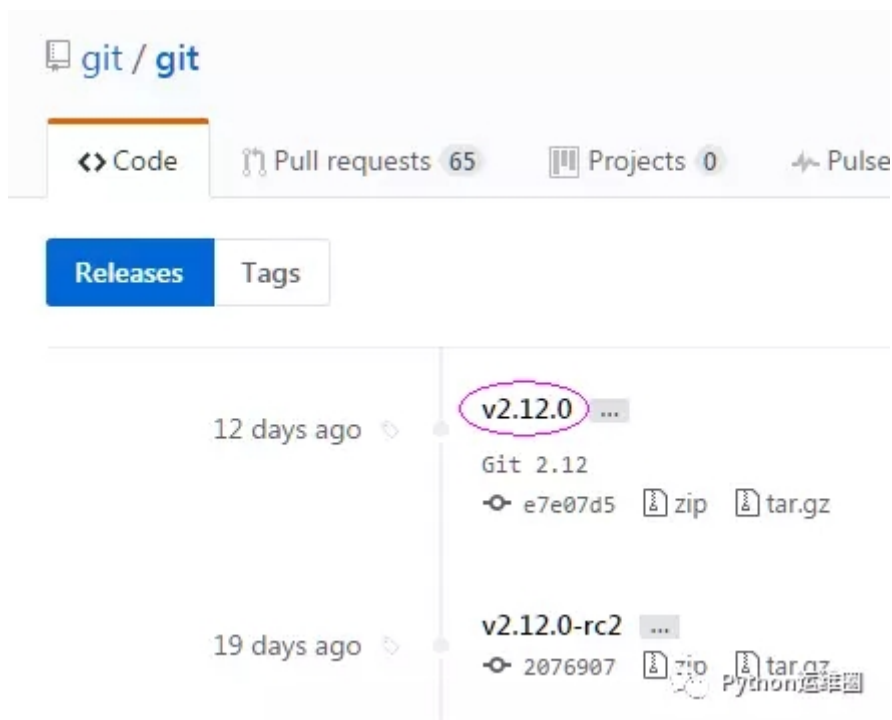 git / git
Code Pull requests 65 Projects 0 Pulse
Releases Tags
v2.12.0 ...
12 days ago
Git 2.12
e7e07d5 zip tar.gz
v2.12.0-rc2 ...
19 days ago
2076907 zip tar.gz
Python运维圈